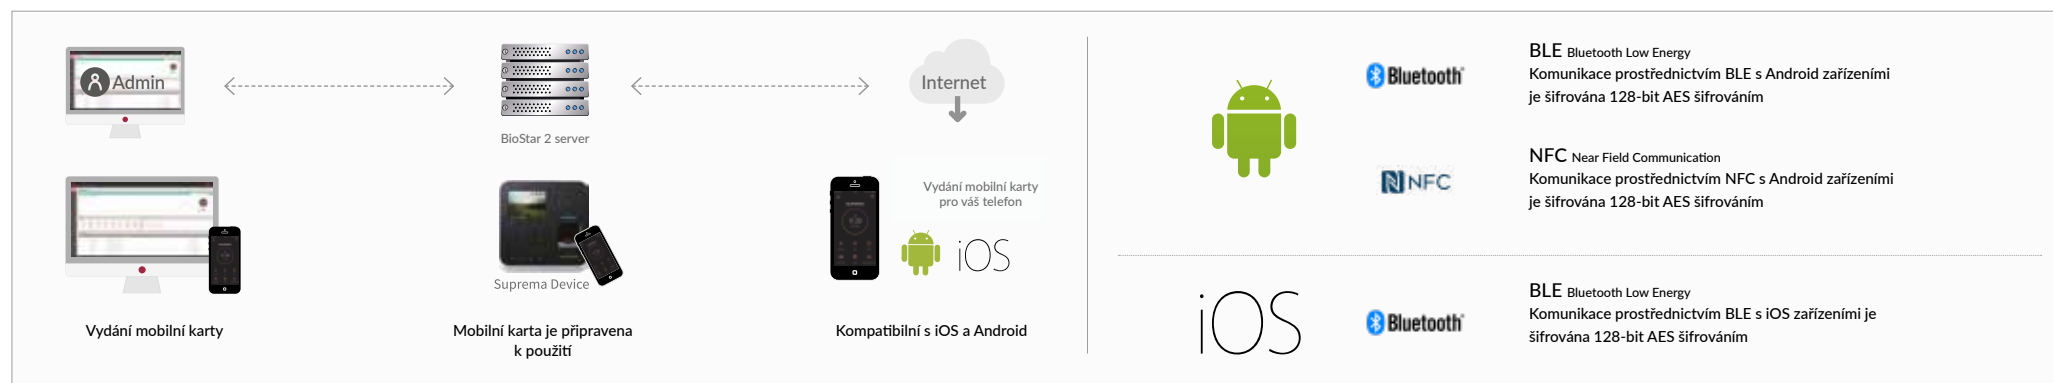 Admin
BioStar 2 server
Internet
Vydání mobilní karty
pro váš telefon
iOS
Suprema Device
Vydání mobilní karty
Mobilní karta je připravena
k použití
Kompatibilní s iOS a Android
Bluetooth
BLE Bluetooth Low Energy
Komunikace prostřednictvím BLE s Android zařízeními
je šifrována 128-bit AES šifrováním
NFC
NFC Near Field Communication
Komunikace prostřednictvím NFC s Android zařízeními
je šifrována 128-bit AES šifrováním
iOS
Bluetooth
BLE Bluetooth Low Energy
Komunikace prostřednictvím BLE s iOS zařízeními je
šifrována 128-bit AES šifrováním